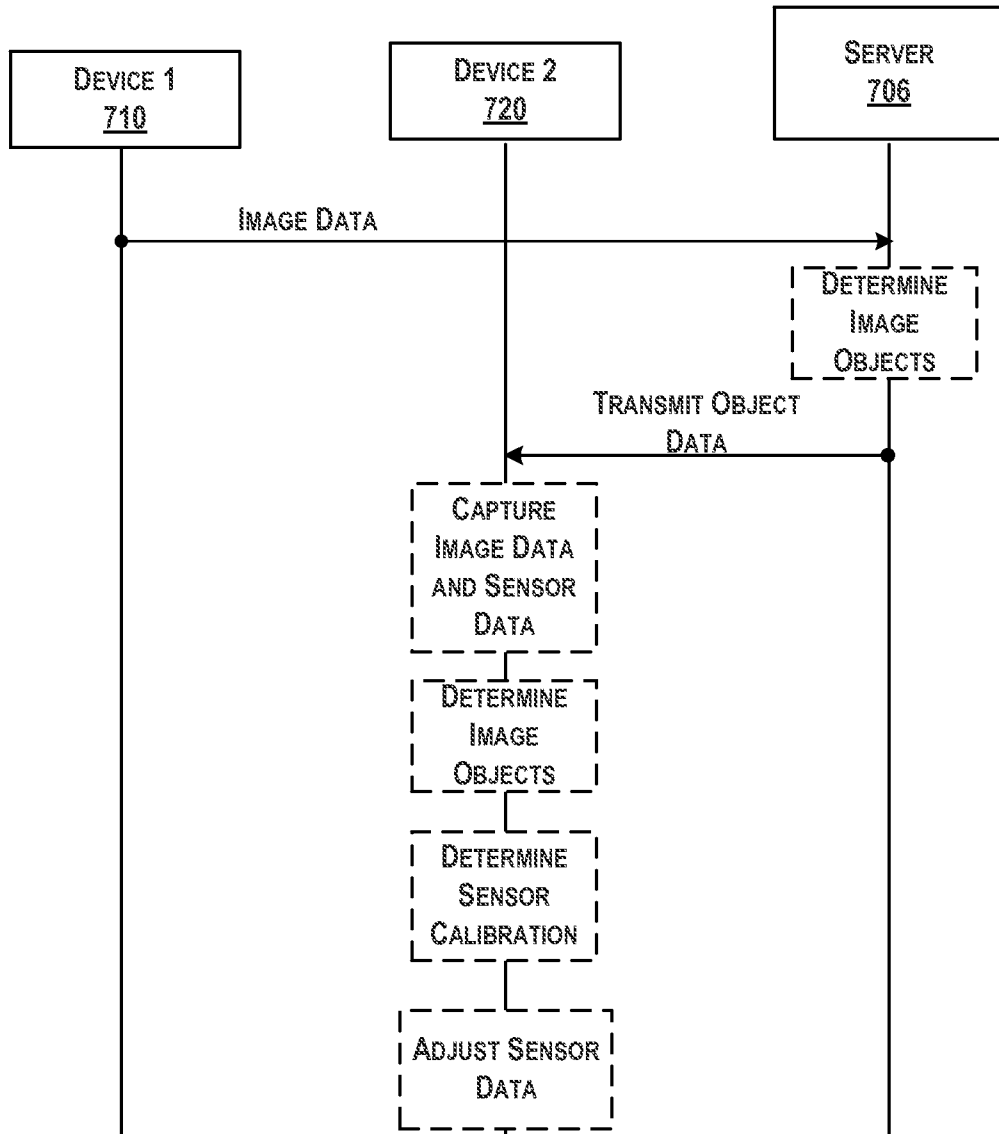 DEVICE 1
710
DEVICE 2
720
SERVER
706
IMAGE DATA
DETERMINE
IMAGE
OBJECTS
TRANSMIT OBJECT
DATA
CAPTURE
IMAGE DATA
AND SENSOR
DATA
DETERMINE
IMAGE
OBJECTS
DETERMINE
SENSOR
CALIBRATION
ADJUST SENSOR
DATA